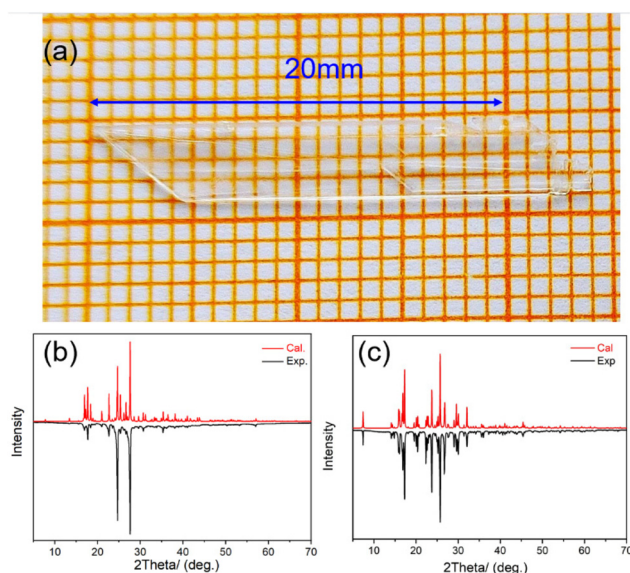 (a)
20mm
(b)
Cal.
Exp.
Intensity
10 20 30 40 50 60 70
2Theta/ (deg.)
(c)
Cal
Exp
Intensity
10 20 30 40 50 60 70
2Theta/ (deg.)